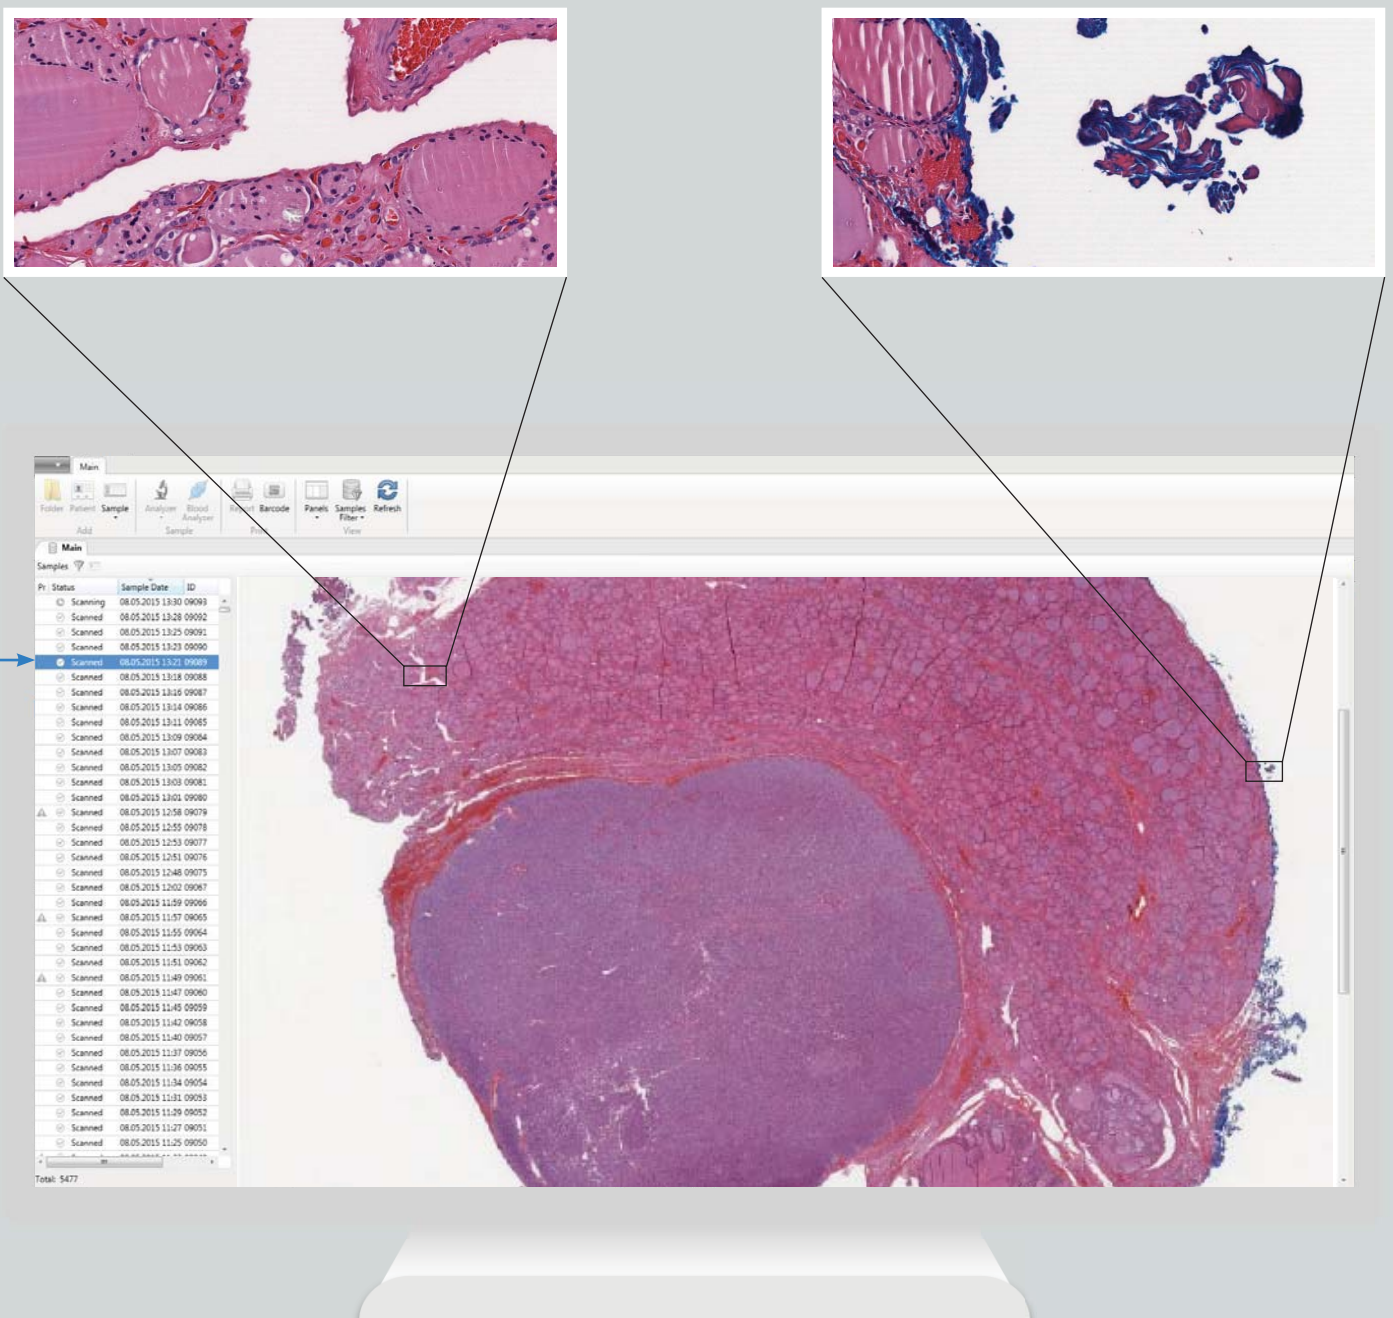 Main
Folder Patient Sample Analyzer Blood Analyzer Report Barcode Panels Samples Filter Refresh
Add Sample Print View
Main
Samples
Pr Status Sample Date ID
Scanning 08.05.2015 13:30 09093
Scanned 08.05.2015 13:28 09092
Scanned 08.05.2015 13:25 09091
Scanned 08.05.2015 13:23 09090
Scanned 08.05.2015 13:21 09089
Scanned 08.05.2015 13:18 09088
Scanned 08.05.2015 13:16 09087
Scanned 08.05.2015 13:14 09086
Scanned 08.05.2015 13:11 09085
Scanned 08.05.2015 13:09 09084
Scanned 08.05.2015 13:07 09083
Scanned 08.05.2015 13:05 09082
Scanned 08.05.2015 13:03 09081
Scanned 08.05.2015 13:01 09080
Scanned 08.05.2015 12:58 09079
Scanned 08.05.2015 12:55 09078
Scanned 08.05.2015 12:53 09077
Scanned 08.05.2015 12:51 09076
Scanned 08.05.2015 12:48 09075
Scanned 08.05.2015 12:02 09067
Scanned 08.05.2015 11:59 09066
Scanned 08.05.2015 11:57 09065
Scanned 08.05.2015 11:55 09064
Scanned 08.05.2015 11:53 09063
Scanned 08.05.2015 11:51 09062
Scanned 08.05.2015 11:49 09061
Scanned 08.05.2015 11:47 09060
Scanned 08.05.2015 11:45 09059
Scanned 08.05.2015 11:42 09058
Scanned 08.05.2015 11:40 09057
Scanned 08.05.2015 11:37 09056
Scanned 08.05.2015 11:36 09055
Scanned 08.05.2015 11:34 09054
Scanned 08.05.2015 11:31 09053
Scanned 08.05.2015 11:29 09052
Scanned 08.05.2015 11:27 09051
Scanned 08.05.2015 11:25 09050
Total: 5477